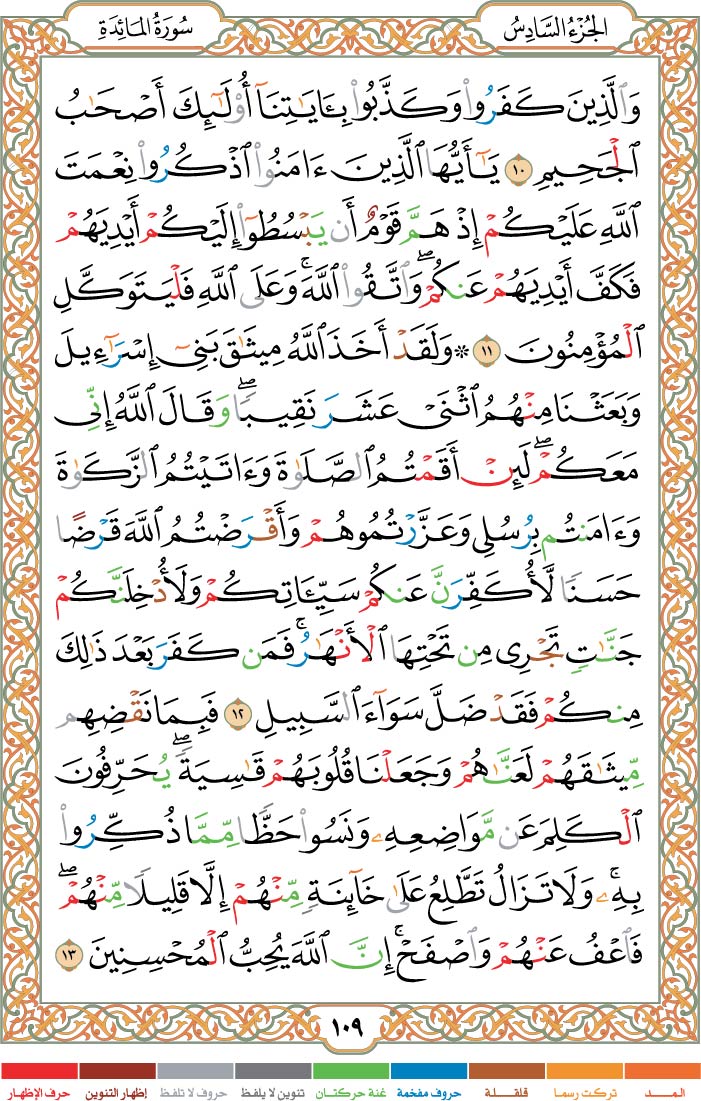 الجُزْءُ السَّادِسُ
سُورَةُ المَائِدَةِ
وَٱلَّذِينَ كَفَرُوا۟ وَكَذَّبُوا۟ بِـَٔايَـٰتِنَآ أُو۟لَـٰٓئِكَ أَصْحَـٰبُ
ٱلْجَحِيمِ ١٠ يَـٰٓأَيُّهَا ٱلَّذِينَ ءَامَنُوا۟ ٱذْكُرُوا۟ نِعْمَتَ
ٱللَّهِ عَلَيْكُمْ إِذْ هَمَّ قَوْمٌ أَن يَبْسُطُوٓا۟ إِلَيْكُمْ أَيْدِيَهُمْ
فَكَفَّ أَيْدِيَهُمْ عَنكُمْ ۖ وَٱتَّقُوا۟ ٱللَّهَ ۚ وَعَلَى ٱللَّهِ فَلْيَتَوَكَّلِ
ٱلْمُؤْمِنُونَ ١١ ۞ وَلَقَدْ أَخَذَ ٱللَّهُ مِيثَـٰقَ بَنِىٓ إِسْرَٰٓءِيلَ
وَبَعَثْنَا مِنْهُمُ ٱثْنَىْ عَشَرَ نَقِيبًا ۖ وَقَالَ ٱللَّهُ إِنِّى
مَعَكُمْ ۖ لَئِنْ أَقَمْتُمُ ٱلصَّلَوٰةَ وَءَاتَيْتُمُ ٱلزَّكَوٰةَ
وَءَامَنتُم بِرُسُلِى وَعَزَّرْتُمُوهُمْ وَأَقْرَضْتُمُ ٱللَّهَ قَرْضًا
حَسَنًا لَّأُكَفِّرَنَّ عَنكُمْ سَيِّـَٔاتِكُمْ وَلَأُدْخِلَنَّكُمْ
جَنَّـٰتٍ تَجْرِى مِن تَحْتِهَا ٱلْأَنْهَـٰرُ ۚ فَمَن كَفَرَ بَعْدَ ذَٰلِكَ
مِنكُمْ فَقَدْ ضَلَّ سَوَآءَ ٱلسَّبِيلِ ١٢ فَبِمَا نَقْضِهِم
مِّيثَـٰقَهُمْ لَعَنَّـٰهُمْ وَجَعَلْنَا قُلُوبَهُمْ قَـٰسِيَةً ۖ يُحَرِّفُونَ
ٱلْكَلِمَ عَن مَّوَاضِعِهِۦ ۙ وَنَسُوا۟ حَظًّا مِّمَّا ذُكِّرُوا۟
بِهِۦ ۚ وَلَا تَزَالُ تَطَّلِعُ عَلَىٰ خَآئِنَةٍ مِّنْهُمْ إِلَّا قَلِيلًا مِّنْهُمْ ۖ
فَٱعْفُ عَنْهُمْ وَٱصْفَحْ ۚ إِنَّ ٱللَّهَ يُحِبُّ ٱلْمُحْسِنِينَ ١٣
١٠٩
المـــد
تركت رسما
قلقـلـة
حروف مفخمة
غنة حركتـان
تنوين لا يلفظ
حروف لا تلفظ
إظهار التنوين
حرف الإظهار